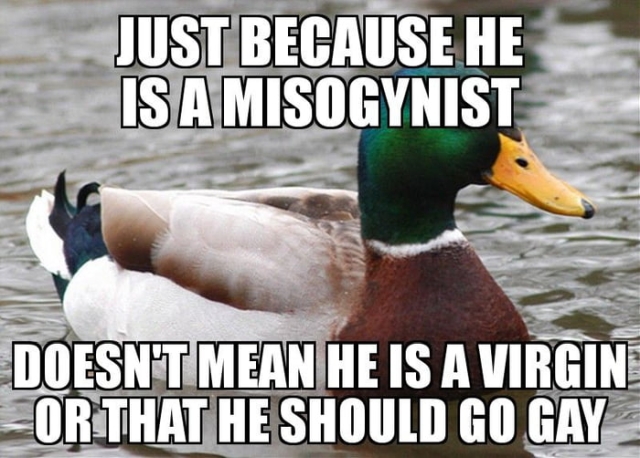 JUST BECAUSE HE
IS A MISOGYNIST
DOESN'T MEAN HE IS A VIRGIN
OR THAT HE SHOULD GO GAY